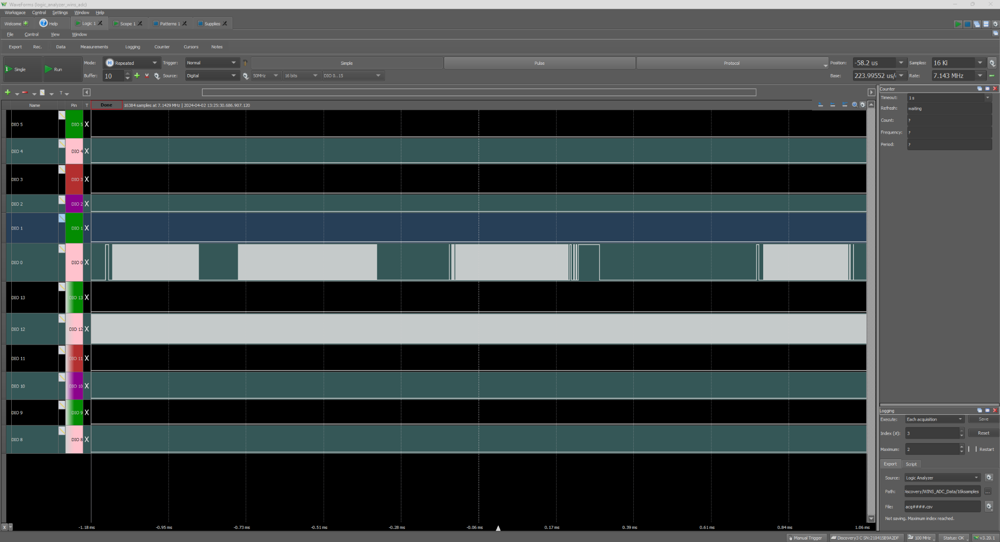 WaveForms (logic_analyzer_wins_adc)
Workspace Control Settings Window Help
Welcome Help Logic 1 Scope 1 Patterns 1 Supplies
File Control View Window
Export Rec. Data Measurements Logging Counter Cursors Notes
Single Run Mode: Repeated Trigger: Normal Simple Pulse Protocol Position: -58.2 us Samples: 16 Ki
Buffer: 10 Source: Digital 50MHz 16 bits DIO 0..15 Base: 223.99552 us/ Rate: 7.143 MHz
T
Name Pin T Done 16384 samples at 7.1429 MHz | 2024-04-02 13:25:30.686.907.120
DIO 5 DIO 5 X
DIO 4 DIO 4 X
DIO 3 DIO 3 X
DIO 2 DIO 2 X
DIO 1 DIO 1 X
DIO 0 DIO 0 X
DIO 13 DIO 13 X
DIO 12 DIO 12 X
DIO 11 DIO 11 X
DIO 10 DIO 10 X
DIO 9 DIO 9 X
DIO 8 DIO 8 X
X -1.18 ms -0.95 ms -0.73 ms -0.51 ms -0.28 ms -0.06 ms 0.17 ms 0.39 ms 0.61 ms 0.84 ms 1.06 ms
Counter
Timeout: 1 s
Refresh: waiting
Count: ?
Frequency: ?
Period: ?
Logging
Execute: Each acquisition Save
Index (#): 3 Reset
Maximum: 2 Restart
Export Script
Source: Logic Analyzer
Path: iscovery/WINS_ADC_Data/16ksamples ...
File: acq####.csv
Not saving. Maximum index reached.
Manual Trigger Discovery3 C SN:210415B9A2DF 100 MHz Status: OK v3.20.1